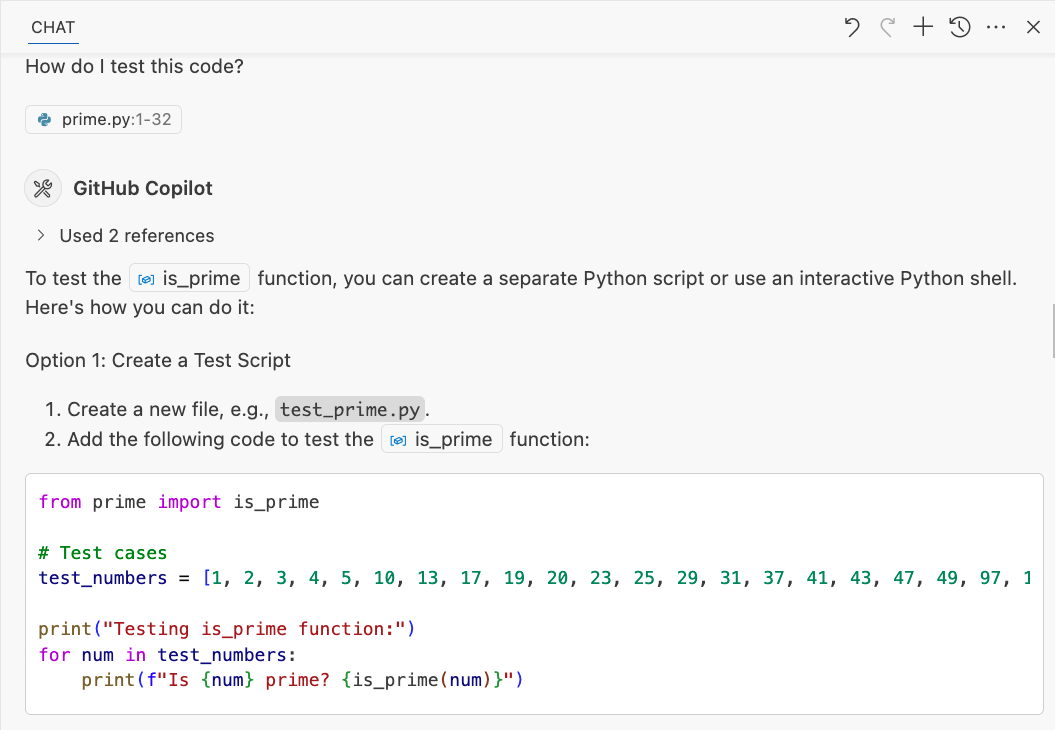 CHAT
How do I test this code?
prime.py:1-32
GitHub Copilot
Used 2 references
To test the is_prime function, you can create a separate Python script or use an interactive Python shell.
Here's how you can do it:
Option 1: Create a Test Script
1. Create a new file, e.g., test_prime.py.
2. Add the following code to test the is_prime function:
from prime import is_prime
# Test cases
test_numbers = [1, 2, 3, 4, 5, 10, 13, 17, 19, 20, 23, 25, 29, 31, 37, 41, 43, 47, 49, 97, 1
print("Testing is_prime function:")
for num in test_numbers:
    print(f"Is {num} prime? {is_prime(num)}")